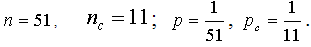 n = 51, n_c = 11; p = 1/51, p_c = 1/11.